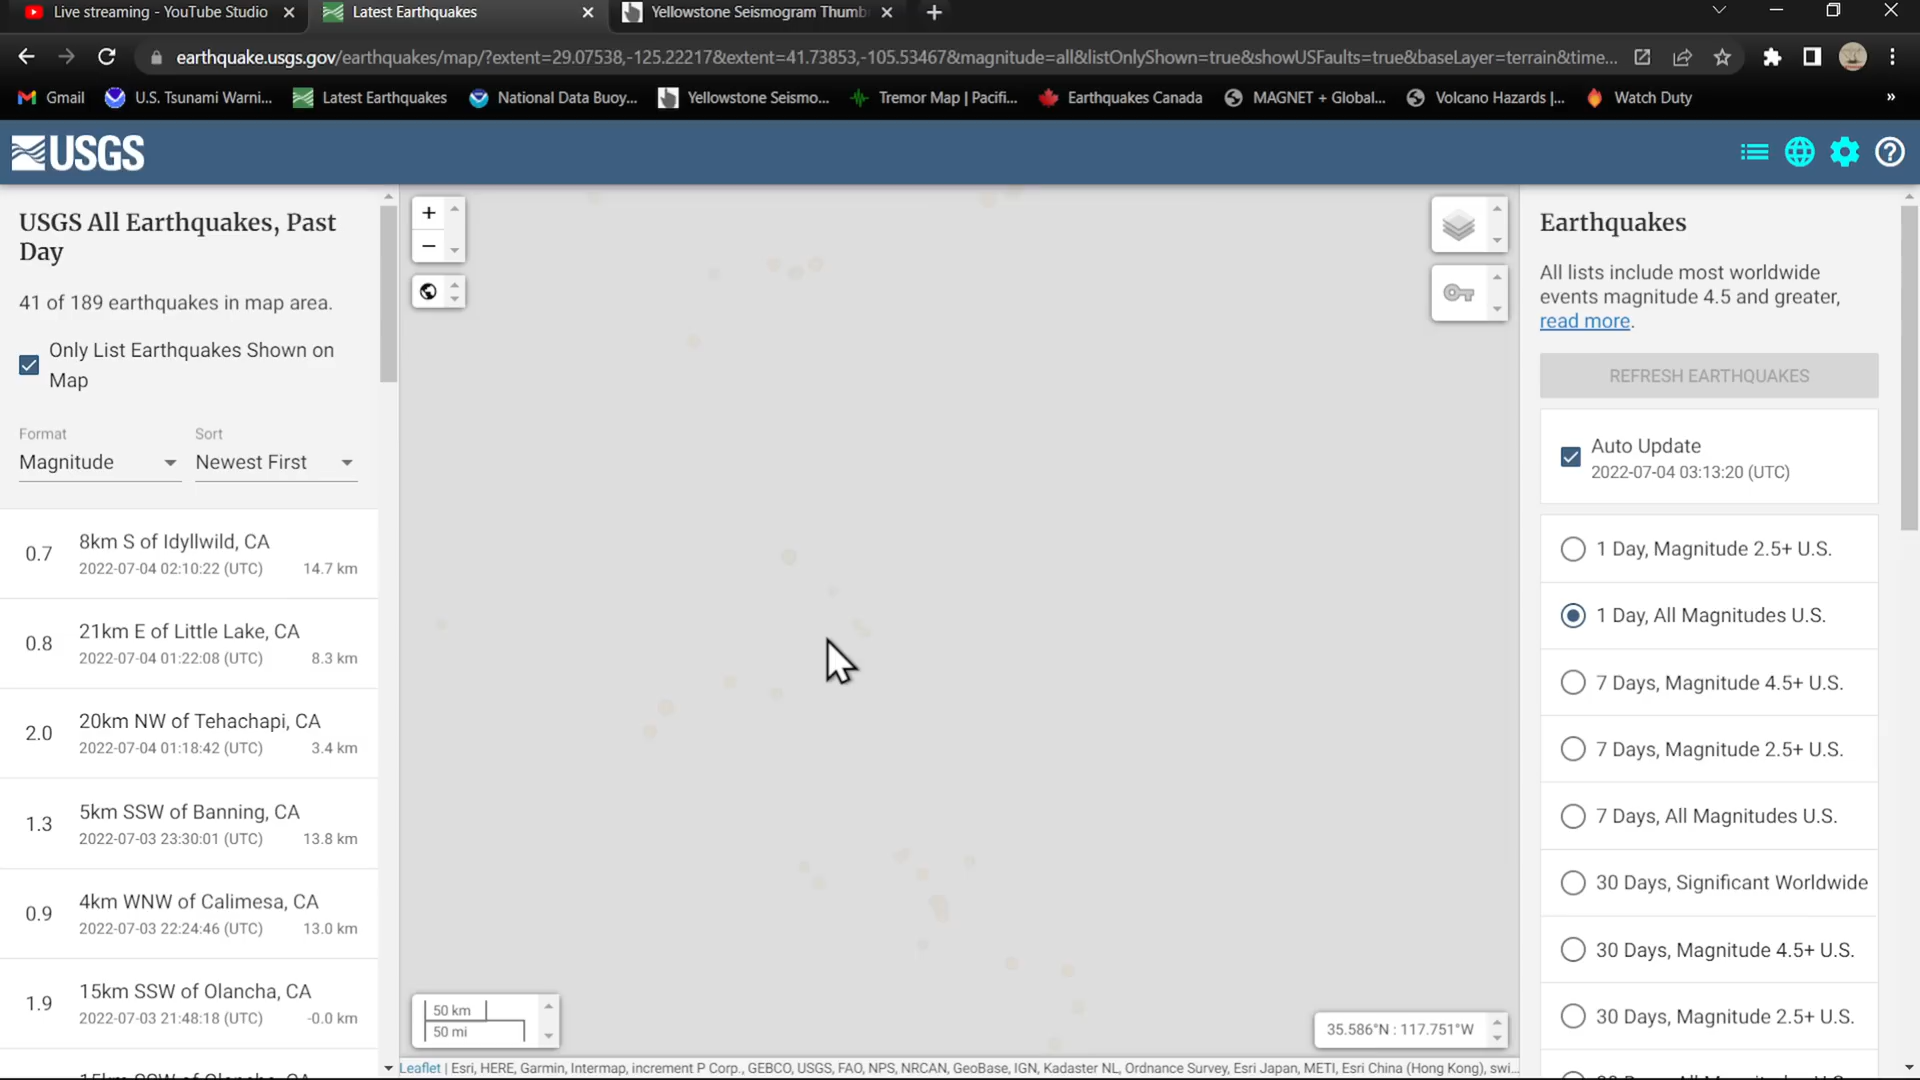 Live streaming - YouTube Studio
Latest Earthquakes
Yellowstone Seismogram Thumb
earthquake.usgs.gov/earthquakes/map/?extent=29.07538,-125.22217&extent=41.73853,-105.53467&magnitude=all&listOnlyShown=true&showUSFaults=true&baseLayer=terrain&time...
Gmail
U.S. Tsunami Warni...
Latest Earthquakes
National Data Buoy...
Yellowstone Seismo...
Tremor Map | Pacifi...
Earthquakes Canada
MAGNET + Global...
Volcano Hazards |...
Watch Duty
»
USGS
USGS All Earthquakes, Past
Day
41 of 189 earthquakes in map area.
Only List Earthquakes Shown on
Map
Format
Sort
Magnitude
Newest First
0.7
8km S of Idyllwild, CA
2022-07-04 02:10:22 (UTC)
14.7 km
0.8
21km E of Little Lake, CA
2022-07-04 01:22:08 (UTC)
8.3 km
2.0
20km NW of Tehachapi, CA
2022-07-04 01:18:42 (UTC)
3.4 km
1.3
5km SSW of Banning, CA
2022-07-03 23:30:01 (UTC)
13.8 km
0.9
4km WNW of Calimesa, CA
2022-07-03 22:24:46 (UTC)
13.0 km
1.9
15km SSW of Olancha, CA
2022-07-03 21:48:18 (UTC)
-0.0 km
15km SSW of Olancha, CA
+
−
50 km
50 mi
35.586°N : 117.751°W
Leaflet | Esri, HERE, Garmin, Intermap, increment P Corp., GEBCO, USGS, FAO, NPS, NRCAN, GeoBase, IGN, Kadaster NL, Ordnance Survey, Esri Japan, METI, Esri China (Hong Kong), swi...
Earthquakes
All lists include most worldwide
events magnitude 4.5 and greater,
read more.
REFRESH EARTHQUAKES
Auto Update
2022-07-04 03:13:20 (UTC)
1 Day, Magnitude 2.5+ U.S.
1 Day, All Magnitudes U.S.
7 Days, Magnitude 4.5+ U.S.
7 Days, Magnitude 2.5+ U.S.
7 Days, All Magnitudes U.S.
30 Days, Significant Worldwide
30 Days, Magnitude 4.5+ U.S.
30 Days, Magnitude 2.5+ U.S.